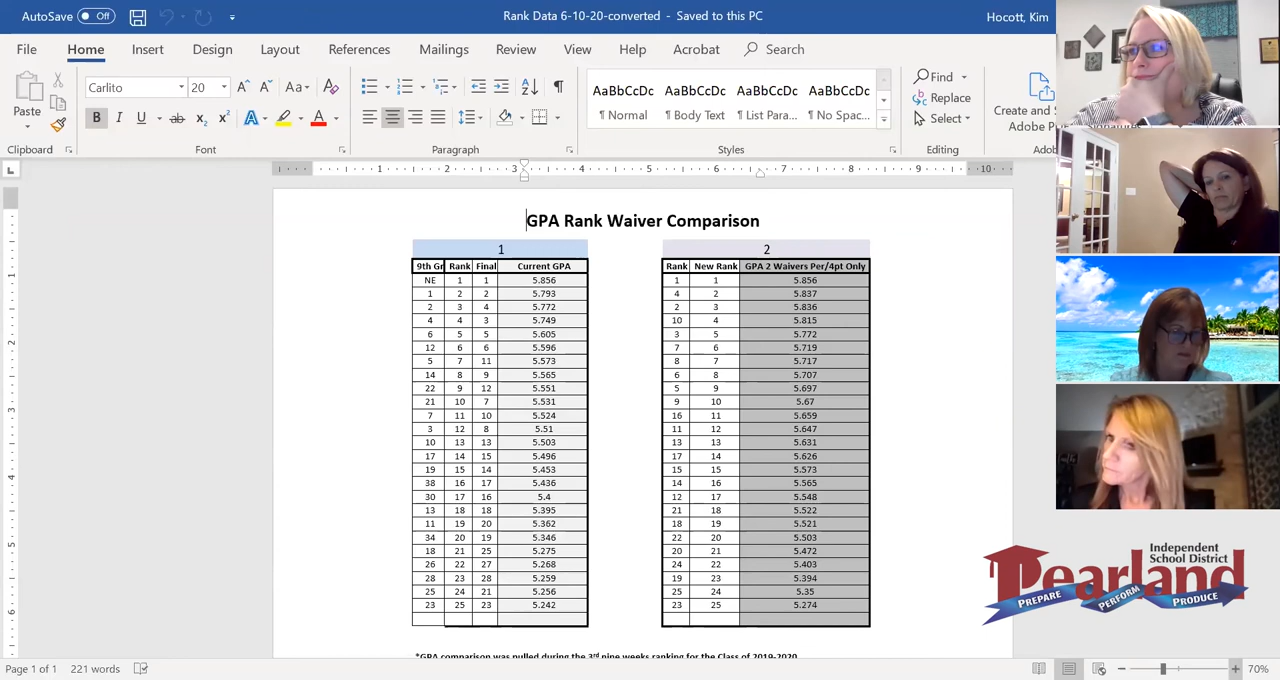 AutoSave Off Rank Data 6-10-20-converted - Saved to this PC Hocott, Kim
File Home Insert Design Layout References Mailings Review View Help Acrobat Search
Paste
Clipboard
Carlito 20
Font
Paragraph
AaBbCcDc AaBbCcDc AaBbCcDc AaBbCcDc
¶ Normal ¶ Body Text ¶ List Para... ¶ No Spac...
Styles
Find
Replace
Select
Editing
Create and
Adobe
GPA Rank Waiver Comparison
1 2
9th Gr Rank Final Current GPA Rank New Rank GPA 2 Waivers Per/4pt Only
NE 1 1 5.856 1 1 5.856
1 2 2 5.793 4 2 5.837
2 3 4 5.772 2 3 5.836
4 4 3 5.749 10 4 5.815
6 5 5 5.605 3 5 5.772
12 6 6 5.596 7 6 5.719
5 7 11 5.573 8 7 5.717
14 8 9 5.565 6 8 5.707
22 9 12 5.551 5 9 5.697
21 10 7 5.531 9 10 5.67
7 11 10 5.524 16 11 5.659
3 12 8 5.51 11 12 5.647
10 13 13 5.503 13 13 5.631
17 14 15 5.496 17 14 5.626
19 15 14 5.453 15 15 5.573
38 16 17 5.436 14 16 5.565
30 17 16 5.4 12 17 5.548
13 18 18 5.395 21 18 5.522
11 19 20 5.362 18 19 5.521
34 20 19 5.346 22 20 5.503
18 21 25 5.275 20 21 5.472
26 22 27 5.268 24 22 5.403
28 23 28 5.259 19 23 5.394
25 24 21 5.256 25 24 5.35
23 25 23 5.242 23 25 5.274
*GPA comparison was pulled during the 3rd nine weeks ranking for the Class of 2019-2020
Independent
School District
Pearland
PREPARE PERFORM PRODUCE
Page 1 of 1 221 words 70%